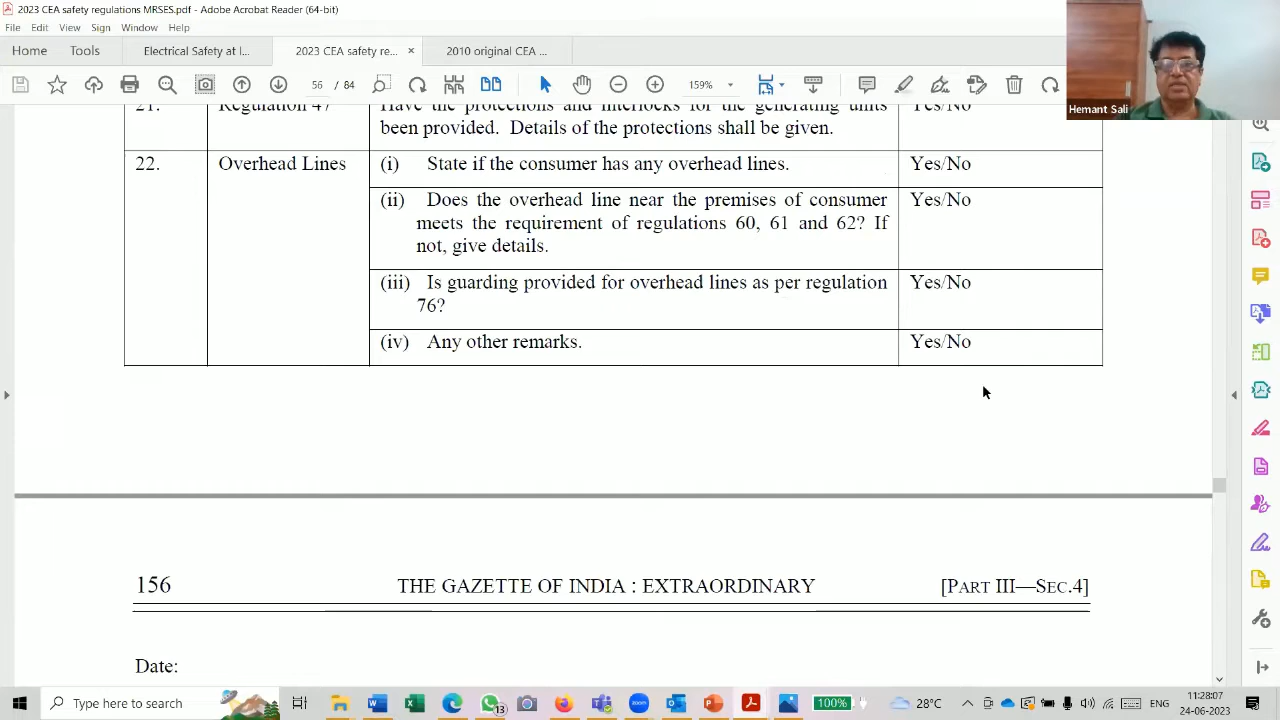 2023 CEA safety regulations MRSES.pdf - Adobe Acrobat Reader (64-bit)
File Edit View Sign Window Help
Home Tools Electrical Safety at I... 2023 CEA safety re... × 2010 original CEA ...
56 / 84 159%
Hemant Sali
21. Regulation 47 Have the protections and interlocks for the generating units Yes/No
been provided. Details of the protections shall be given.
22. Overhead Lines (i) State if the consumer has any overhead lines. Yes/No
(ii) Does the overhead line near the premises of consumer Yes/No
meets the requirement of regulations 60, 61 and 62? If
not, give details.
(iii) Is guarding provided for overhead lines as per regulation Yes/No
76?
(iv) Any other remarks. Yes/No
156 THE GAZETTE OF INDIA : EXTRAORDINARY [PART III—SEC.4]
Date:
Type here to search 13 zoom 100% 28°C ENG 11:28:07
24-06-2023